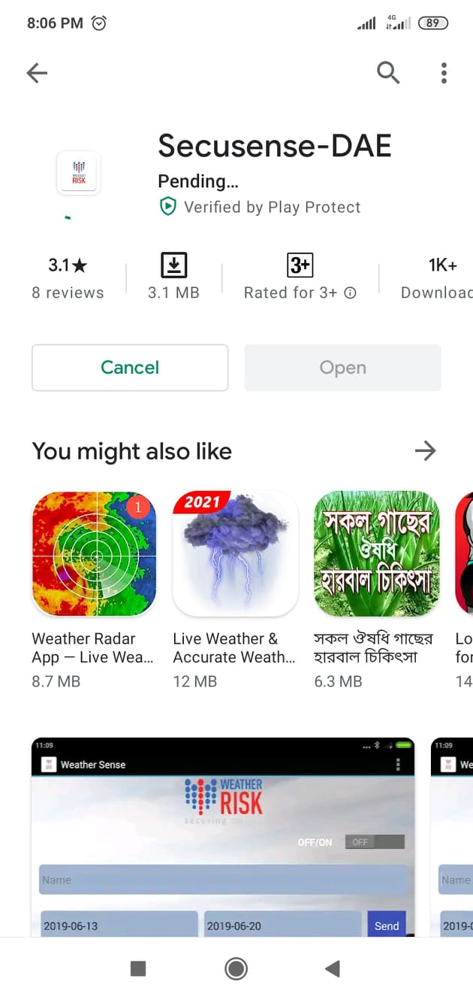 8:06 PM
4G
89
RISK
Secusense-DAE
Pending...
Verified by Play Protect
3.1★
8 reviews
3.1 MB
3+
Rated for 3+
1K+
Downloac
Cancel
Open
You might also like
1
2021
সকল গাছের
ঔষধি
হারবাল চিকিৎসা
Weather Radar
App — Live Wea...
8.7 MB
Live Weather &
Accurate Weath...
12 MB
সকল ঔষধি গাছের
হারবাল চিকিৎসা
6.3 MB
Lo
for
14
11:09
Weather Sense
WEATHER
RISK
OFF/ON
OFF
Name
2019-06-13
2019-06-20
Send
11:09
We
Name
2019-0